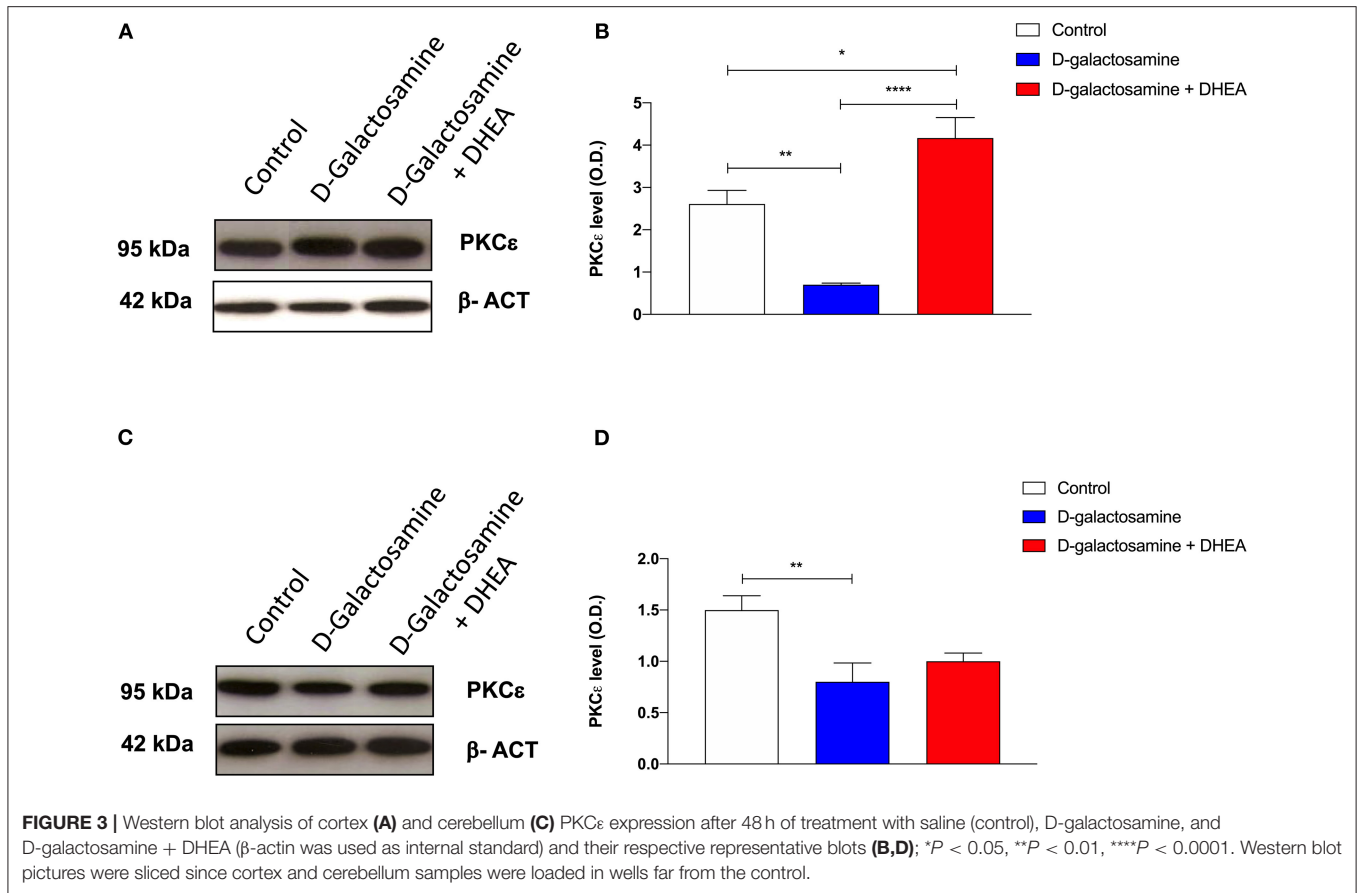 A
Control
D-Galactosamine
D-Galactosamine
+ DHEA
95 kDa
PKCε
42 kDa
β- ACT
B
Control
D-galactosamine
D-galactosamine + DHEA
*
****
**
PKCε level (O.D.)
5
4
3
2
1
0
C
Control
D-Galactosamine
D-Galactosamine
+ DHEA
95 kDa
PKCε
42 kDa
β- ACT
D
Control
D-galactosamine
D-galactosamine + DHEA
**
PKCε level (O.D.)
2.0
1.5
1.0
0.5
0.0
FIGURE 3 | Western blot analysis of cortex (A) and cerebellum (C) PKCε expression after 48 h of treatment with saline (control), D-galactosamine, and
D-galactosamine + DHEA (β-actin was used as internal standard) and their respective representative blots (B,D); *P < 0.05, **P < 0.01, ****P < 0.0001. Western blot
pictures were sliced since cortex and cerebellum samples were loaded in wells far from the control.